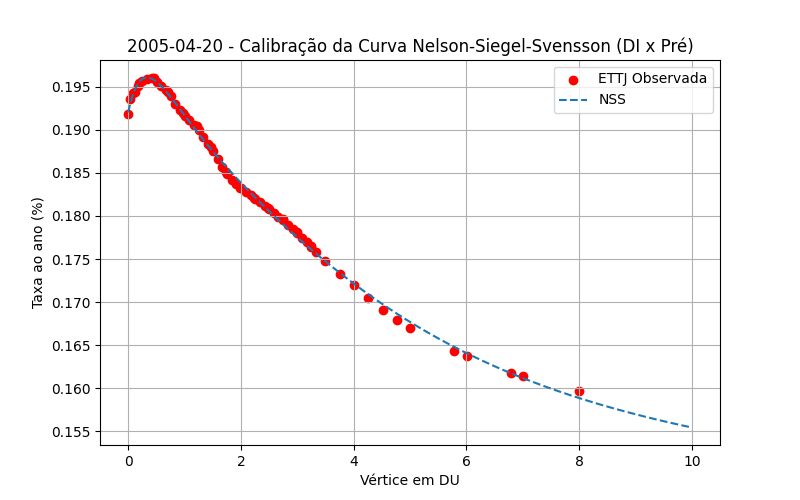 2005-04-20 - Calibração da Curva Nelson-Siegel-Svensson (DI x Pré)
ETTJ Observada
NSS
Taxa ao ano (%)
0.195
0.190
0.185
0.180
0.175
0.170
0.165
0.160
0.155
0 2 4 6 8 10
Vértice em DU